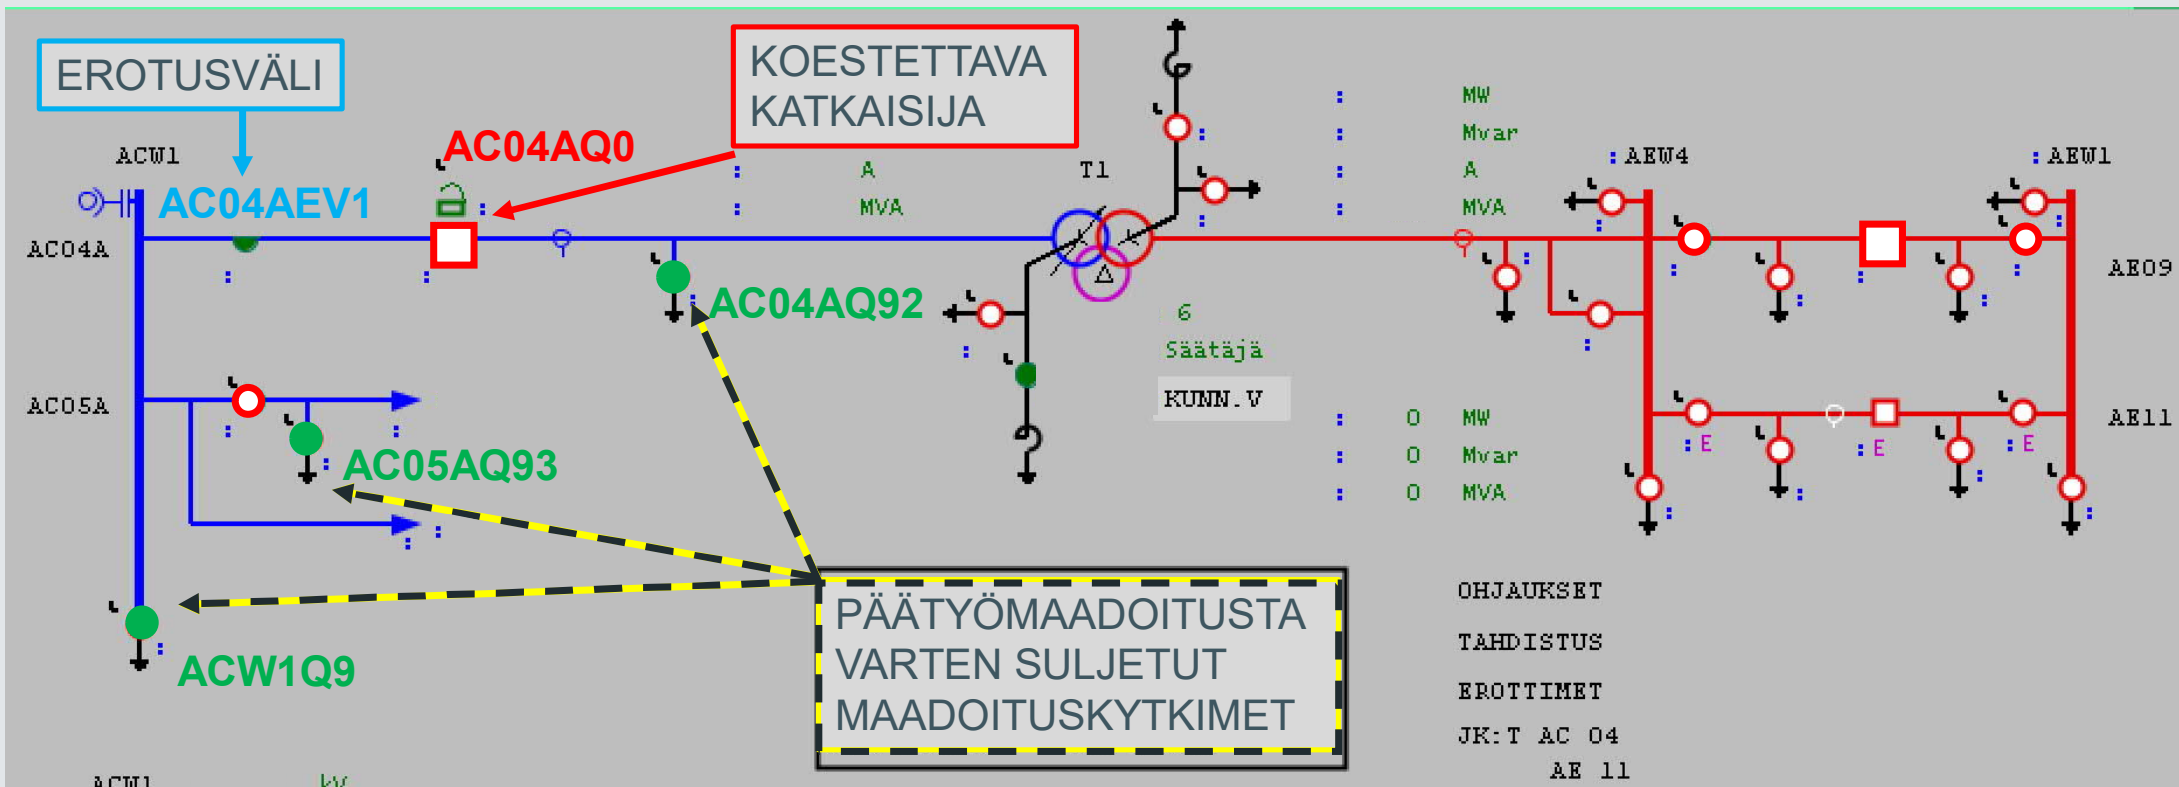 EROTUSVÄLI
KOESTETTAVA
KATKAISIJA
ACW1
AC04AQ0
AC04AEV1
AC04A
: A
: MVA
T1
: MW
: Mvar
: A
: MVA
: AEW4
: AEW1
AE09
AC04AQ92
6
Säätäjä
KUNN.V
AC05A
AC05AQ93
: 0 MW
: 0 Mvar
: 0 MVA
: E
: E
: E
AE11
ACW1Q9
PÄÄTYÖMAADOITUSTA
VARTEN SULJETUT
MAADOITUSKYTKIMET
OHJAUKSET
TAHDISTUS
EROTTIMET
JK:T AC 04
AE 11
ACW1 kV